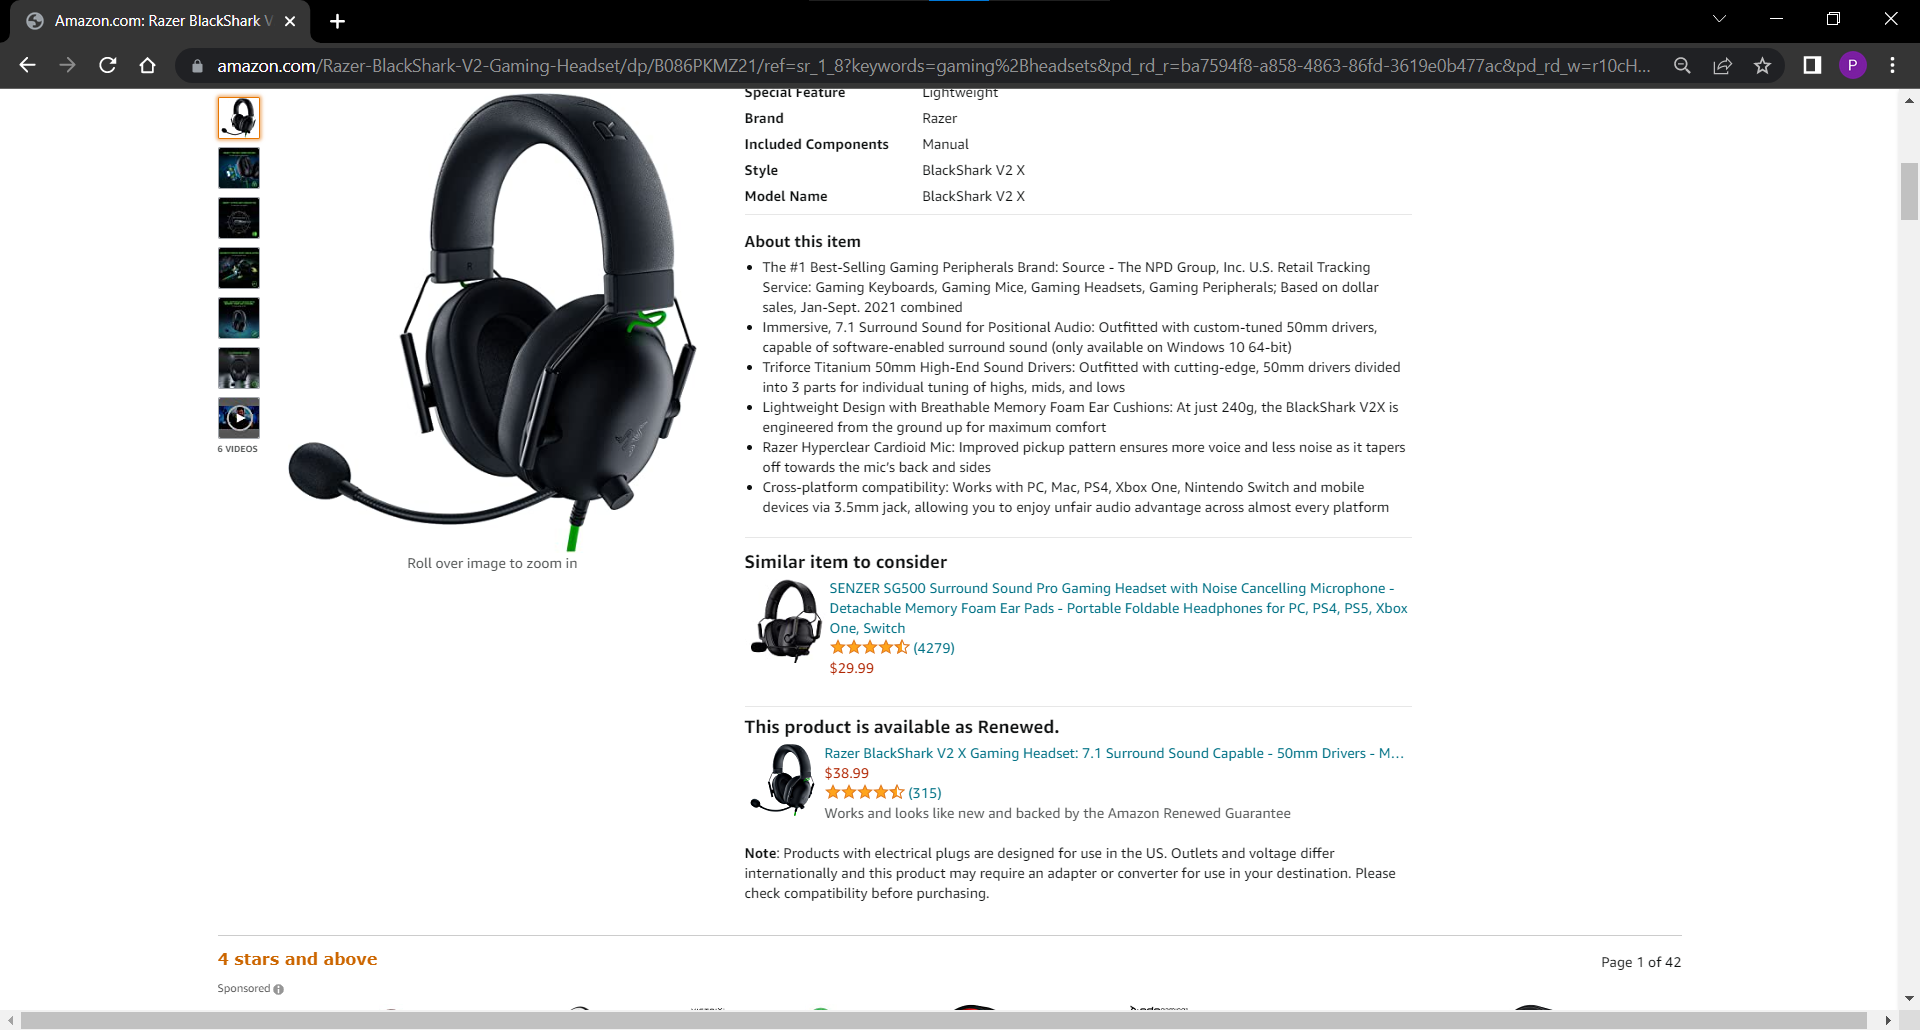 Amazon.com: Razer BlackShark V
amazon.com/Razer-BlackShark-V2-Gaming-Headset/dp/B086PKMZ21/ref=sr_1_8?keywords=gaming%2Bheadsets&pd_rd_r=ba7594f8-a858-4863-86fd-3619e0b477ac&pd_rd_w=r10cH...
P
Special Feature Lightweight
Brand Razer
Included Components Manual
Style BlackShark V2 X
Model Name BlackShark V2 X
About this item
• The #1 Best-Selling Gaming Peripherals Brand: Source - The NPD Group, Inc. U.S. Retail Tracking
Service: Gaming Keyboards, Gaming Mice, Gaming Headsets, Gaming Peripherals; Based on dollar
sales, Jan-Sept. 2021 combined
• Immersive, 7.1 Surround Sound for Positional Audio: Outfitted with custom-tuned 50mm drivers,
capable of software-enabled surround sound (only available on Windows 10 64-bit)
• Triforce Titanium 50mm High-End Sound Drivers: Outfitted with cutting-edge, 50mm drivers divided
into 3 parts for individual tuning of highs, mids, and lows
• Lightweight Design with Breathable Memory Foam Ear Cushions: At just 240g, the BlackShark V2X is
engineered from the ground up for maximum comfort
• Razer Hyperclear Cardioid Mic: Improved pickup pattern ensures more voice and less noise as it tapers
off towards the mic's back and sides
• Cross-platform compatibility: Works with PC, Mac, PS4, Xbox One, Nintendo Switch and mobile
devices via 3.5mm jack, allowing you to enjoy unfair audio advantage across almost every platform
6 VIDEOS
R
Roll over image to zoom in
Similar item to consider
SENZER SG500 Surround Sound Pro Gaming Headset with Noise Cancelling Microphone -
Detachable Memory Foam Ear Pads - Portable Foldable Headphones for PC, PS4, PS5, Xbox
One, Switch
(4279)
$29.99
This product is available as Renewed.
Razer BlackShark V2 X Gaming Headset: 7.1 Surround Sound Capable - 50mm Drivers - M...
$38.99
(315)
Works and looks like new and backed by the Amazon Renewed Guarantee
Note: Products with electrical plugs are designed for use in the US. Outlets and voltage differ
internationally and this product may require an adapter or converter for use in your destination. Please
check compatibility before purchasing.
4 stars and above
Page 1 of 42
Sponsored